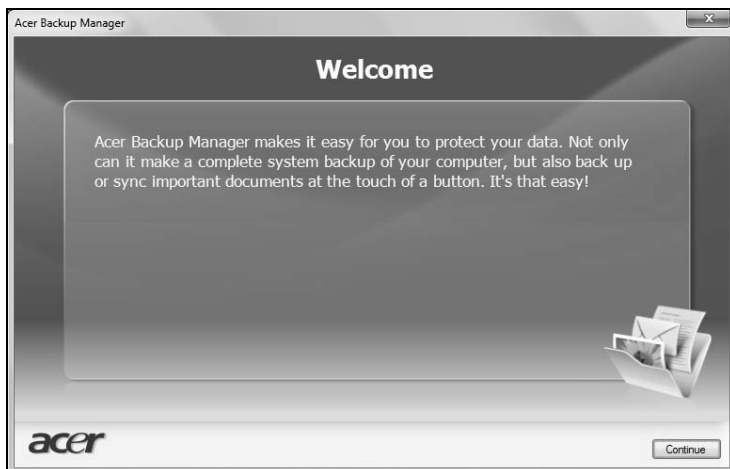 Acer Backup Manager
x
Welcome
Acer Backup Manager makes it easy for you to protect your data. Not only
can it make a complete system backup of your computer, but also back up
or sync important documents at the touch of a button. It's that easy!
acer
Continue